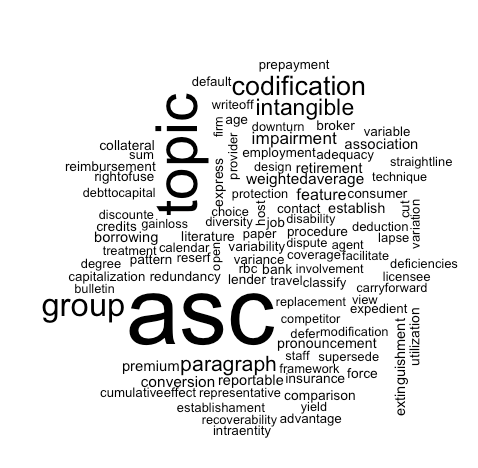 prepayment
default codification
writeoff intangible
topic
firm age downturn broker variable
collateral impairment association
sum employment adequacy straightline
reimbursement provider design retirement
rightofuse express weightedaverage technique
debttocapital protection feature consumer
discounte choice host contact establish cut variation
credits gainloss diversity job disability deduction
borrowing literature paper procedure lapse
treatment calendar open variability dispute agent
pattern reserf variance coverage facilitate
degree rbc bank involvement deficiencies
capitalization redundancy lender travel classify licensee
bulletin carryforward
group asc replacement view expedient
competitor
defer modification extinguishment utilization
pronouncement
premium paragraph staff supersede
framework
conversion reportable insurance force
cumulativeeffect representative comparison
establishament yield
recoverability advantage
intraentity